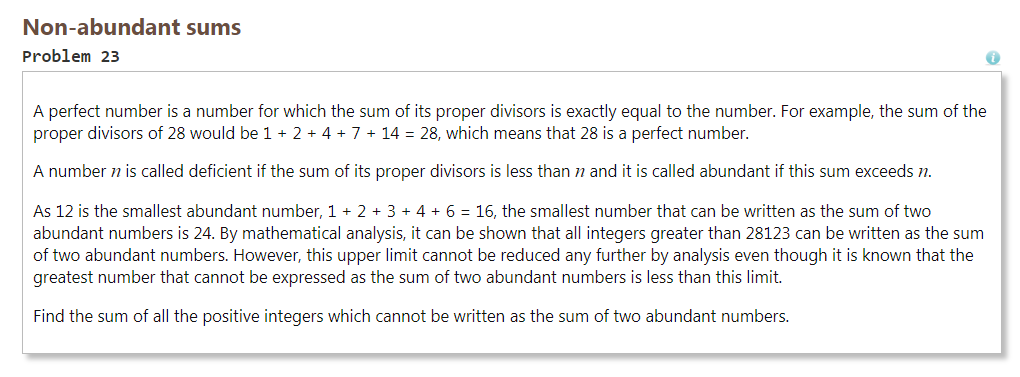 Non-abundant sums
Problem 23
A perfect number is a number for which the sum of its proper divisors is exactly equal to the number. For example, the sum of the
proper divisors of 28 would be 1 + 2 + 4 + 7 + 14 = 28, which means that 28 is a perfect number.
A number n is called deficient if the sum of its proper divisors is less than n and it is called abundant if this sum exceeds n.
As 12 is the smallest abundant number, 1 + 2 + 3 + 4 + 6 = 16, the smallest number that can be written as the sum of two
abundant numbers is 24. By mathematical analysis, it can be shown that all integers greater than 28123 can be written as the sum
of two abundant numbers. However, this upper limit cannot be reduced any further by analysis even though it is known that the
greatest number that cannot be expressed as the sum of two abundant numbers is less than this limit.
Find the sum of all the positive integers which cannot be written as the sum of two abundant numbers.